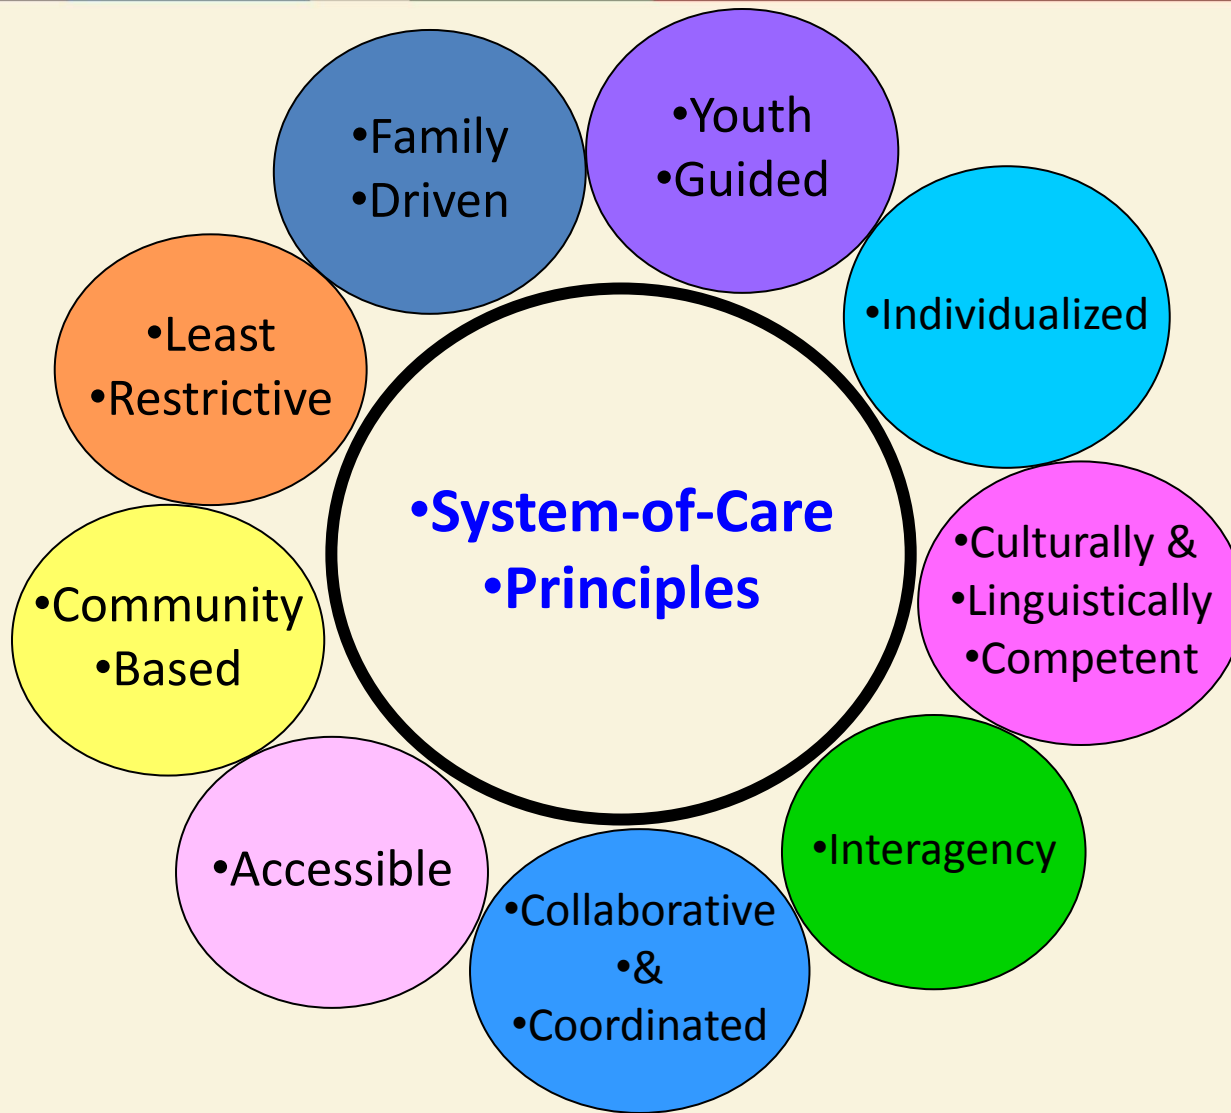 •Family
•Driven
•Youth
•Guided
•Individualized
•Least
•Restrictive
•System-of-Care
•Principles
•Culturally &
•Linguistically
•Competent
•Community
•Based
•Interagency
•Accessible
•Collaborative
•&
•Coordinated